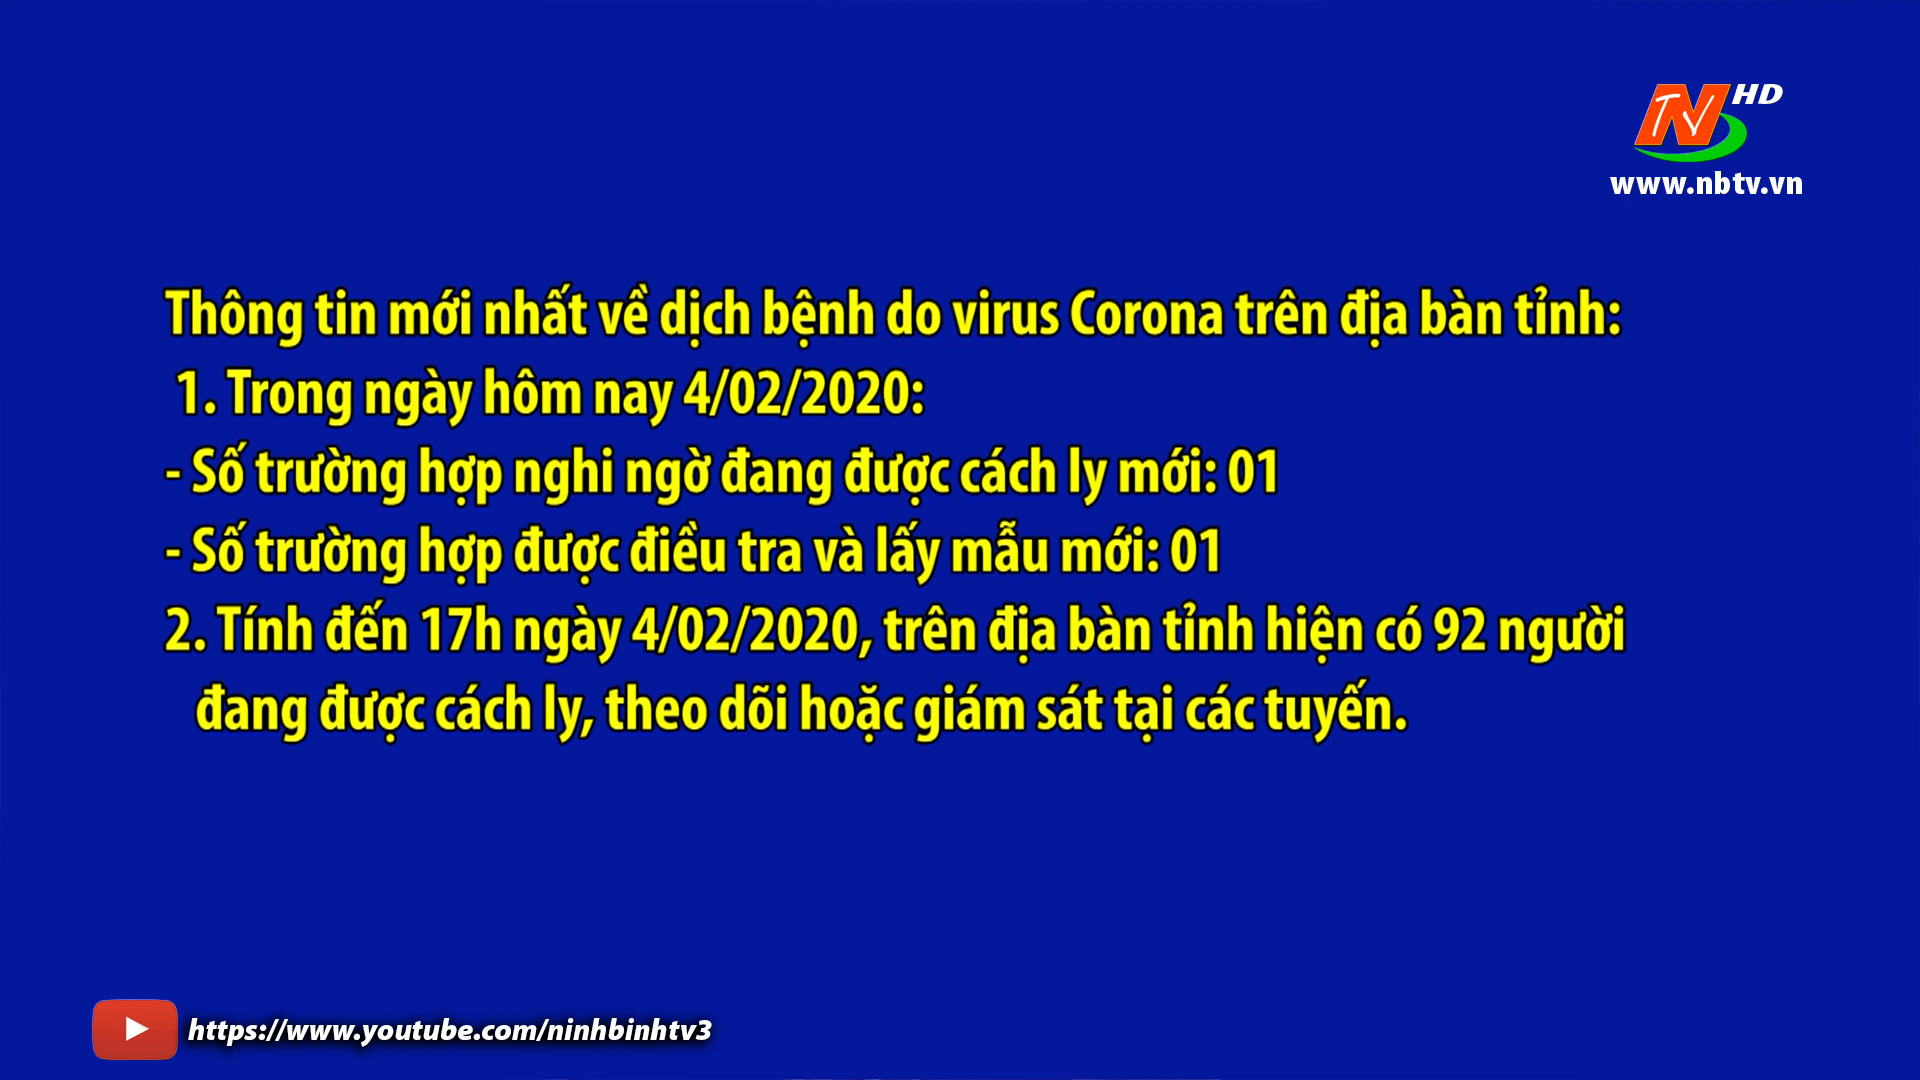 NTV HD
www.nbtv.vn
Thông tin mới nhất về dịch bệnh do virus Corona trên địa bàn tỉnh:
1. Trong ngày hôm nay 4/02/2020:
- Số trường hợp nghi ngờ đang được cách ly mới: 01
- Số trường hợp được điều tra và lấy mẫu mới: 01
2. Tính đến 17h ngày 4/02/2020, trên địa bàn tỉnh hiện có 92 người
đang được cách ly, theo dõi hoặc giám sát tại các tuyến.
https://www.youtube.com/ninhbinhtv3